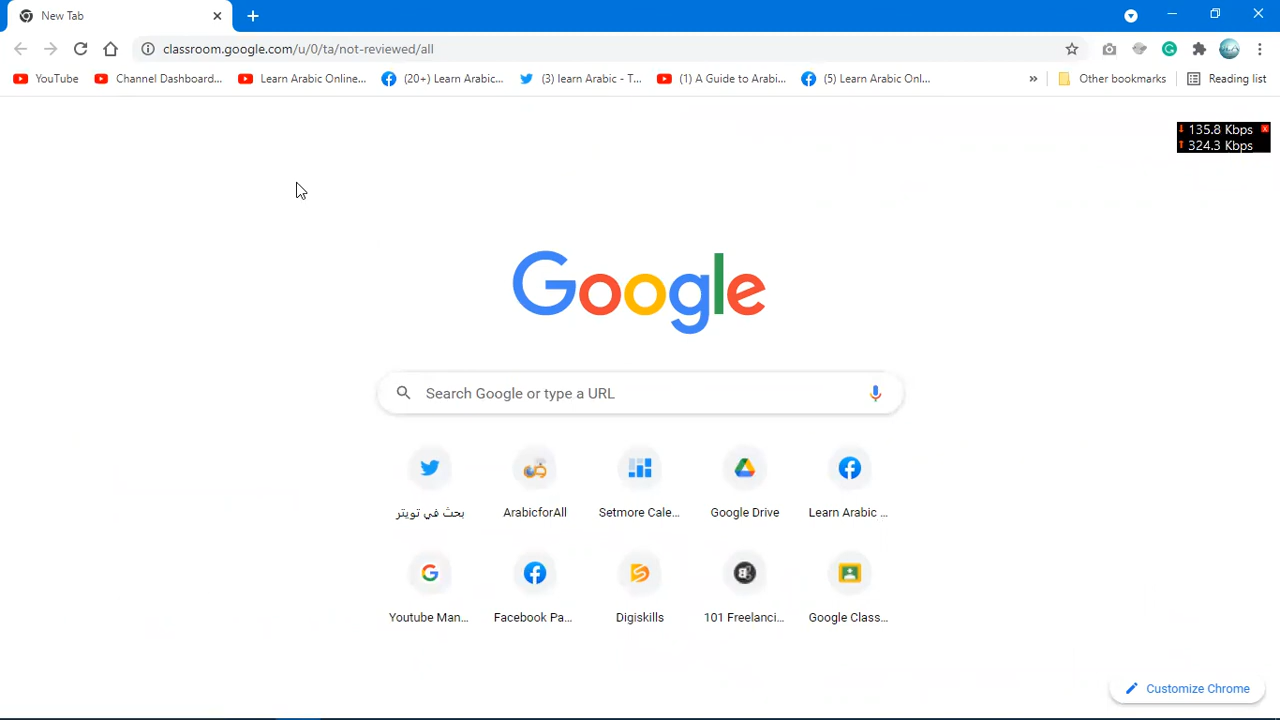 New Tab
classroom.google.com/u/0/ta/not-reviewed/all
YouTube
Channel Dashboard...
Learn Arabic Online...
(20+) Learn Arabic...
(3) learn Arabic - T...
(1) A Guide to Arabi...
(5) Learn Arabic Onl...
»
Other bookmarks
Reading list
135.8 Kbps
324.3 Kbps
Google
Search Google or type a URL
بحث في تويتر
ArabicforAll
Setmore Cale...
Google Drive
Learn Arabic ...
Youtube Man...
Facebook Pa...
Digiskills
101 Freelanci...
Google Class...
Customize Chrome